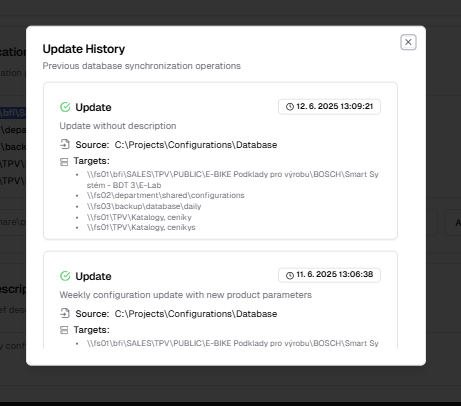 Update History
Previous database synchronization operations
Update
12. 6. 2025 13:09:21
Update without description
Source: C:\Projects\Configurations\Database
Targets:
• \\fs01\bfi\SALES\TPV\PUBLIC\E-BIKE Podklady pro výrobu\BOSCH\Smart Sy
stém - BDT 3\E-Lab
• \\fs02\department\shared\configurations
• \\fs03\backup\database\daily
• \\fs01\TPV\Katalogy, ceníky
• \\fs01\TPV\Katalogy, ceníkys
Update
11. 6. 2025 13:06:38
Weekly configuration update with new product parameters
Source: C:\Projects\Configurations\Database
Targets:
• \\fs01\bfi\SALES\TPV\PUBLIC\E-BIKE Podklady pro výrobu\BOSCH\Smart Sy